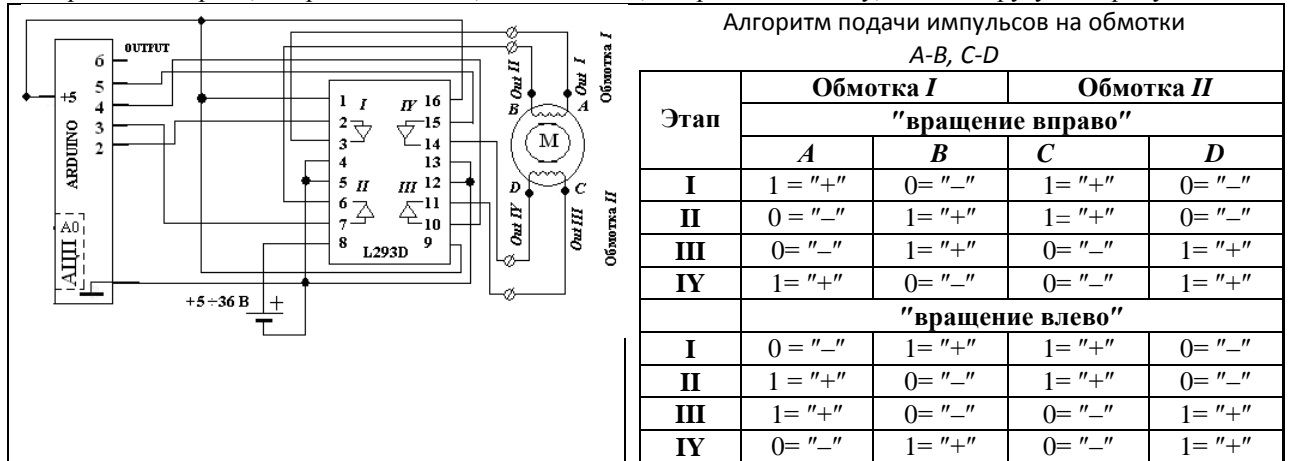 OUTPUT
6
+5
5
4
3
2
ARDUINO
A0
АЦП
1 I IY 16
2 15
3 14
4 13
5 II III 12
6 11
7 10
8 9
L293D
+5÷36 В
+
Out II
Out I
Обмотка I
B
A
M
D
C
Out IY
Out III
Обмотка II
Алгоритм подачи импульсов на обмотки
A-B, C-D
Этап Обмотка I Обмотка II
"вращение вправо"
A B C D
I 1 = "+" 0= "–" 1= "+" 0= "–"
II 0 = "–" 1= "+" 1= "+" 0= "–"
III 0= "–" 1= "+" 0= "–" 1= "+"
IY 1= "+" 0= "–" 0= "–" 1= "+"
"вращение влево"
I 0 = "–" 1= "+" 1= "+" 0= "–"
II 1 = "+" 0= "–" 1= "+" 0= "–"
III 1= "+" 0= "–" 0= "–" 1= "+"
IY 0= "–" 1= "+" 0= "–" 1= "+"